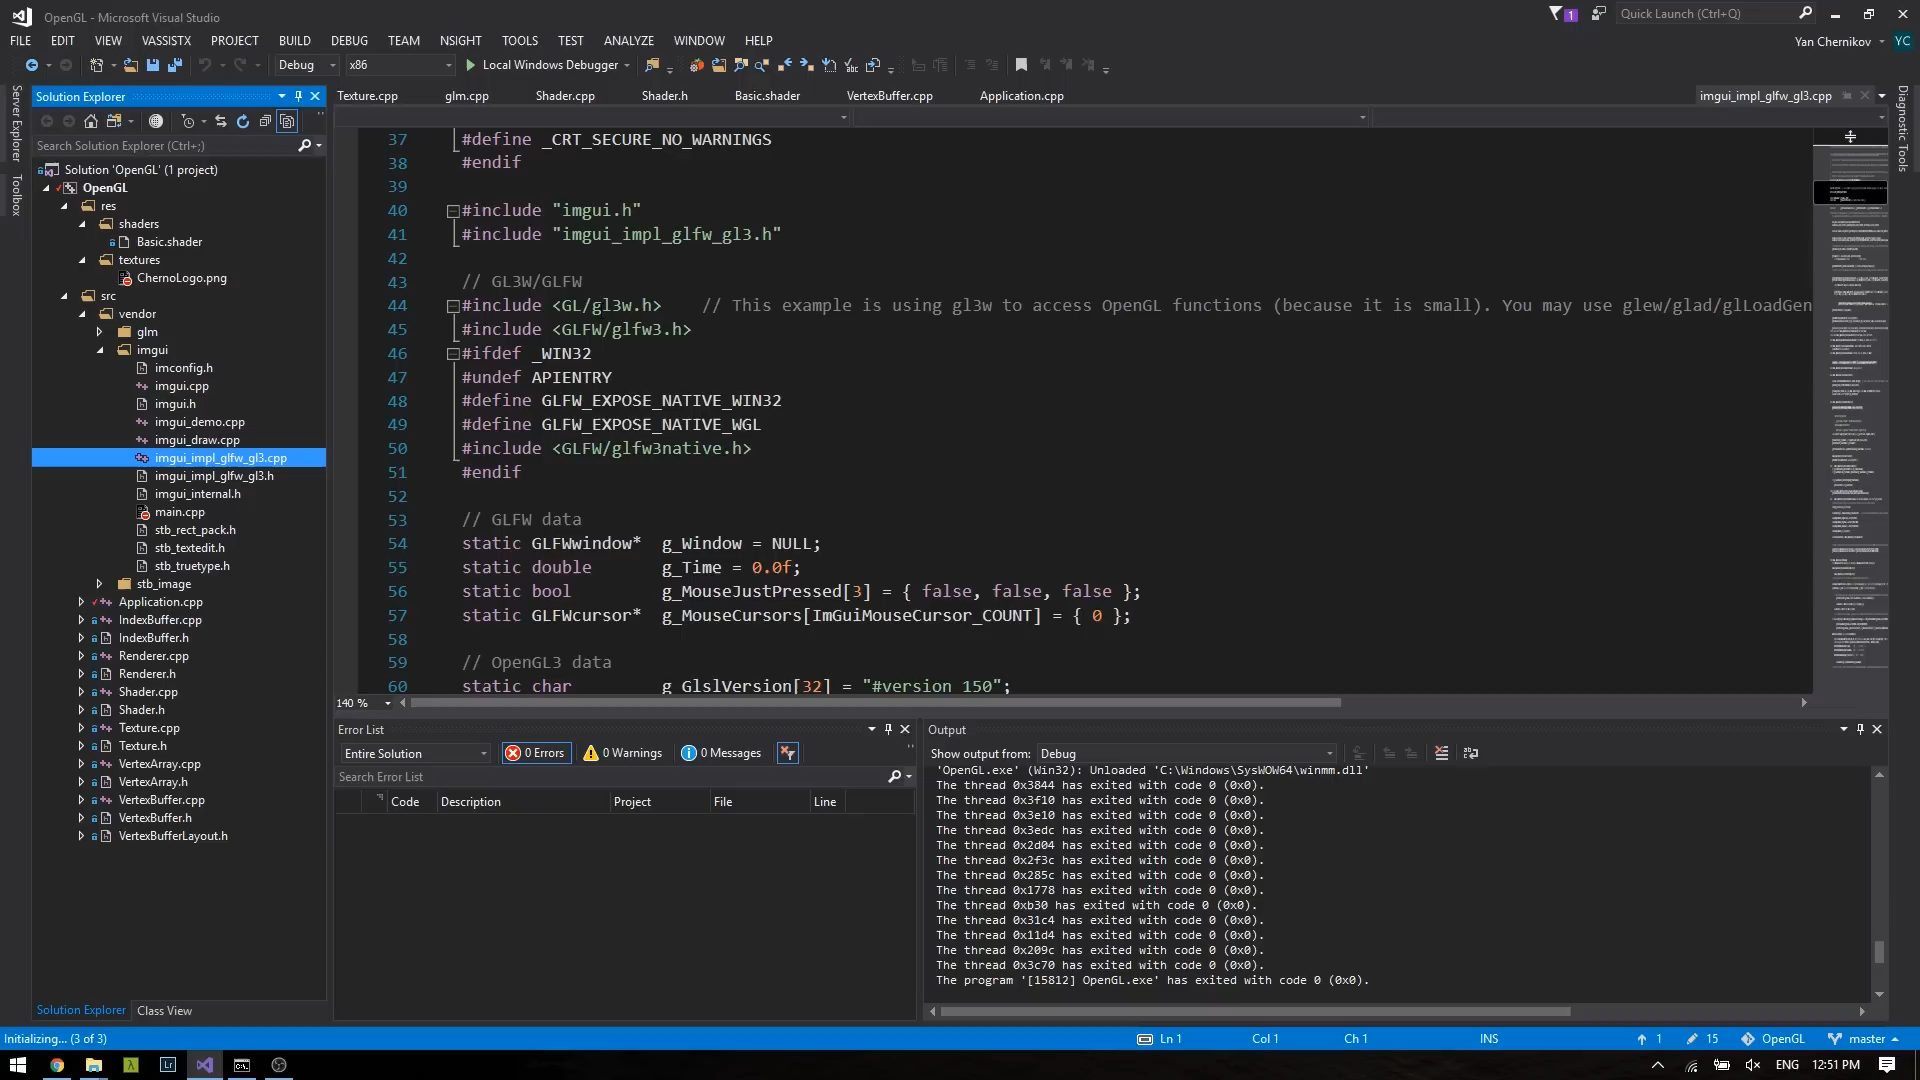 OpenGL - Microsoft Visual Studio
1
Quick Launch (Ctrl+Q)
FILE EDIT VIEW VASSISTX PROJECT BUILD DEBUG TEAM NSIGHT TOOLS TEST ANALYZE WINDOW HELP
Yan Chernikov YC
Debug x86 Local Windows Debugger
Server Explorer
Toolbox
Diagnostic Tools
Solution Explorer
Search Solution Explorer (Ctrl+;)
Solution 'OpenGL' (1 project)
OpenGL
res
shaders
Basic.shader
textures
ChernoLogo.png
src
vendor
glm
imgui
imconfig.h
imgui.cpp
imgui.h
imgui_demo.cpp
imgui_draw.cpp
imgui_impl_glfw_gl3.cpp
imgui_impl_glfw_gl3.h
imgui_internal.h
main.cpp
stb_rect_pack.h
stb_textedit.h
stb_truetype.h
stb_image
Application.cpp
IndexBuffer.cpp
IndexBuffer.h
Renderer.cpp
Renderer.h
Shader.cpp
Shader.h
Texture.cpp
Texture.h
VertexArray.cpp
VertexArray.h
VertexBuffer.cpp
VertexBuffer.h
VertexBufferLayout.h
Solution Explorer Class View
Texture.cpp glm.cpp Shader.cpp Shader.h Basic.shader VertexBuffer.cpp Application.cpp imgui_impl_glfw_gl3.cpp
37 #define _CRT_SECURE_NO_WARNINGS
38 #endif
39
40 #include "imgui.h"
41 #include "imgui_impl_glfw_gl3.h"
42
43 // GL3W/GLFW
44 #include <GL/gl3w.h>    // This example is using gl3w to access OpenGL functions (because it is small). You may use glew/glad/glLoadGen
45 #include <GLFW/glfw3.h>
46 #ifdef _WIN32
47 #undef APIENTRY
48 #define GLFW_EXPOSE_NATIVE_WIN32
49 #define GLFW_EXPOSE_NATIVE_WGL
50 #include <GLFW/glfw3native.h>
51 #endif
52
53 // GLFW data
54 static GLFWwindow*  g_Window = NULL;
55 static double       g_Time = 0.0f;
56 static bool         g_MouseJustPressed[3] = { false, false, false };
57 static GLFWcursor*  g_MouseCursors[ImGuiMouseCursor_COUNT] = { 0 };
58
59 // OpenGL3 data
60 static char         g_GlslVersion[32] = "#version 150";
140 %
Error List
Entire Solution 0 Errors 0 Warnings 0 Messages
Search Error List
Code Description Project File Line
Output
Show output from: Debug
'OpenGL.exe' (Win32): Unloaded 'C:\Windows\SysWOW64\winmm.dll'
The thread 0x3844 has exited with code 0 (0x0).
The thread 0x3f10 has exited with code 0 (0x0).
The thread 0x3e10 has exited with code 0 (0x0).
The thread 0x3edc has exited with code 0 (0x0).
The thread 0x2d04 has exited with code 0 (0x0).
The thread 0x2f3c has exited with code 0 (0x0).
The thread 0x285c has exited with code 0 (0x0).
The thread 0x1778 has exited with code 0 (0x0).
The thread 0xb30 has exited with code 0 (0x0).
The thread 0x31c4 has exited with code 0 (0x0).
The thread 0x11d4 has exited with code 0 (0x0).
The thread 0x209c has exited with code 0 (0x0).
The thread 0x3c70 has exited with code 0 (0x0).
The program '[15812] OpenGL.exe' has exited with code 0 (0x0).
Initializing... (3 of 3) Ln 1 Col 1 Ch 1 INS 1 15 OpenGL master
Lr ENG 12:51 PM